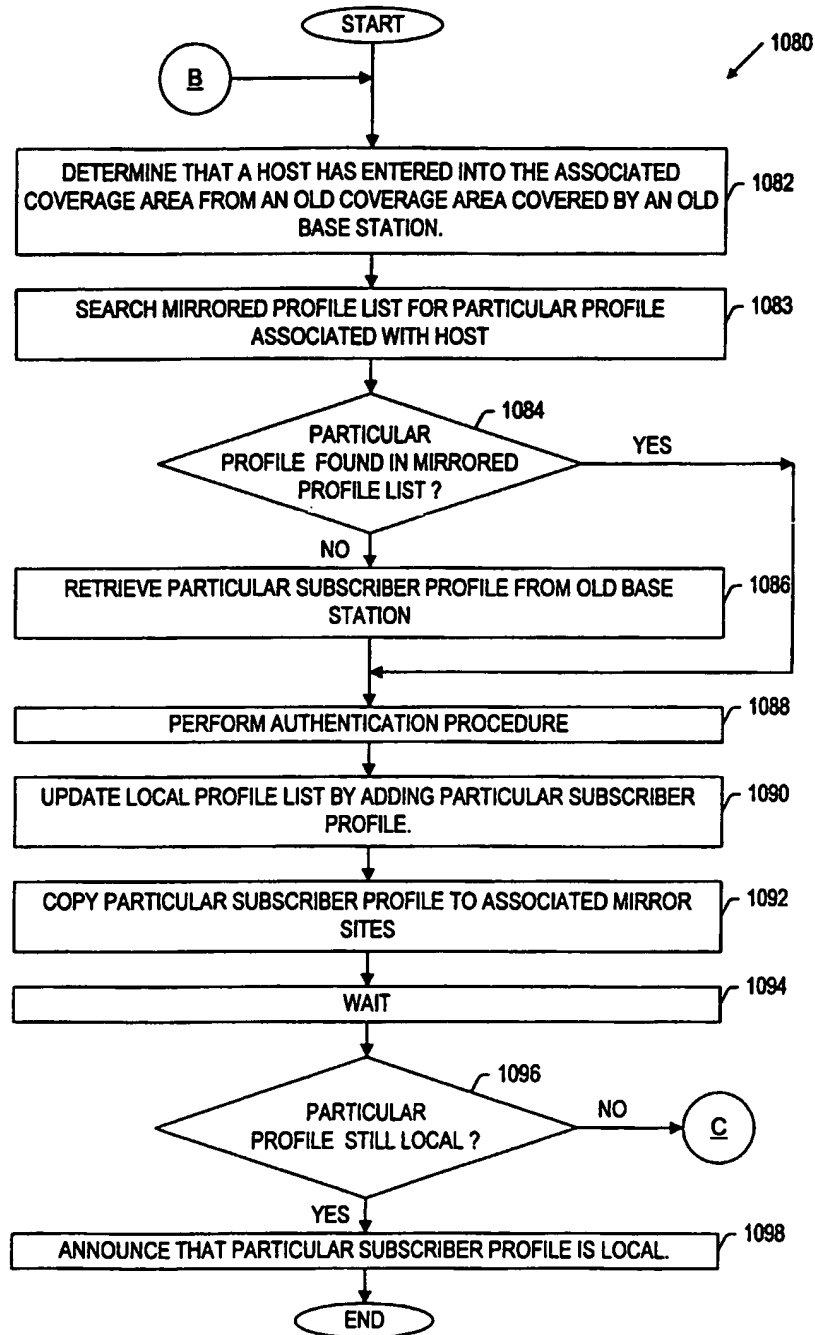 START
1080
B
DETERMINE THAT A HOST HAS ENTERED INTO THE ASSOCIATED
COVERAGE AREA FROM AN OLD COVERAGE AREA COVERED BY AN OLD
BASE STATION.
1082
SEARCH MIRRORED PROFILE LIST FOR PARTICULAR PROFILE
ASSOCIATED WITH HOST
1083
1084
PARTICULAR
PROFILE FOUND IN MIRRORED
PROFILE LIST ?
YES
NO
RETRIEVE PARTICULAR SUBSCRIBER PROFILE FROM OLD BASE
STATION
1086
PERFORM AUTHENTICATION PROCEDURE
1088
UPDATE LOCAL PROFILE LIST BY ADDING PARTICULAR SUBSCRIBER
PROFILE.
1090
COPY PARTICULAR SUBSCRIBER PROFILE TO ASSOCIATED MIRROR
SITES
1092
WAIT
1094
1096
PARTICULAR
PROFILE STILL LOCAL ?
NO
C
YES
ANNOUNCE THAT PARTICULAR SUBSCRIBER PROFILE IS LOCAL.
1098
END